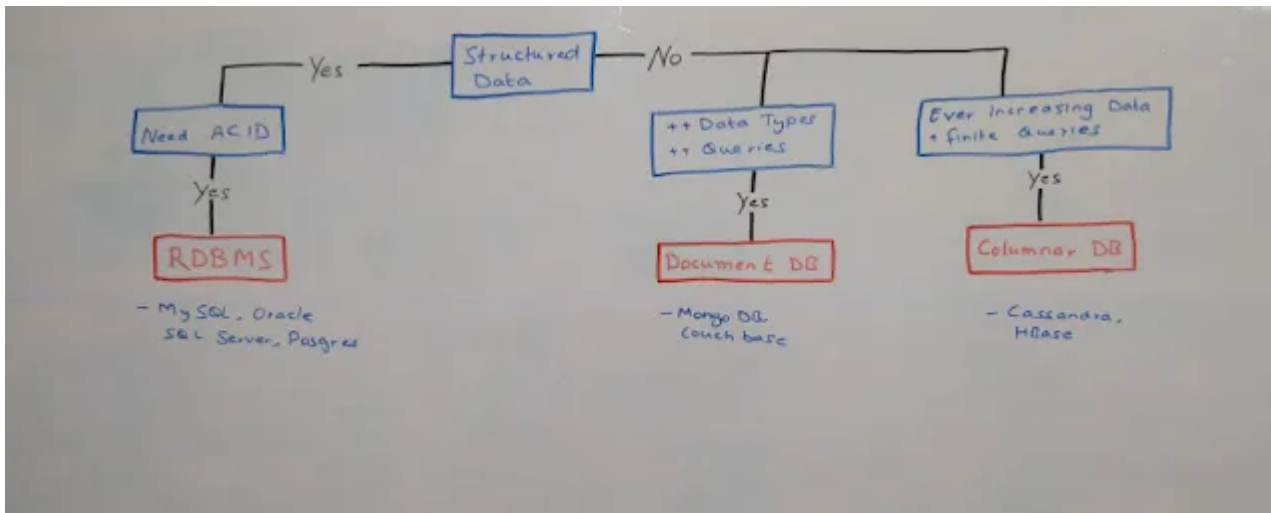 Structured
Data
Yes
No
Need ACID
++ Data Types
++ Queries
Ever increasing Data
+ finite Queries
Yes
Yes
Yes
RDBMS
Document DB
Columnar DB
- MySQL, Oracle
SQL Server, Posgres
- Mongo DB,
Couch base
- Cassandra,
HBase